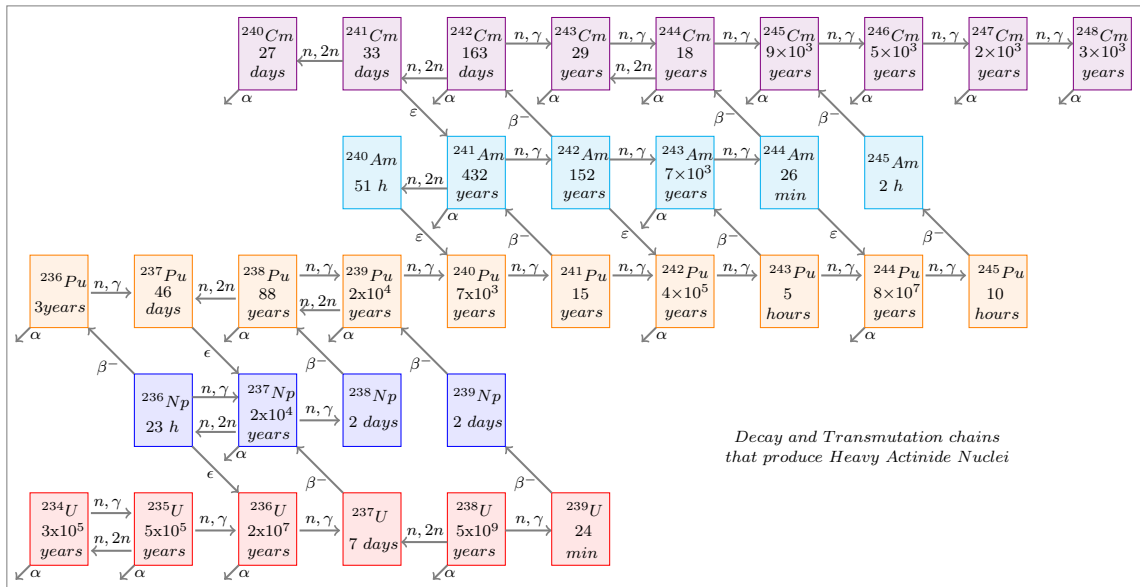 ²⁴⁰Cm 27 days
²⁴¹Cm 33 days
²⁴²Cm 163 days
²⁴³Cm 29 years
²⁴⁴Cm 18 years
²⁴⁵Cm 9×10³ years
²⁴⁶Cm 5×10³ years
²⁴⁷Cm 2×10³ years
²⁴⁸Cm 3×10³ years
n, 2n
n, 2n
n, γ
n, γ
n, 2n
n, γ
n, γ
n, γ
n, γ
α
α
α
α
α
α
α
α
ε
β⁻
β⁻
β⁻
²⁴⁰Am 51 h
²⁴¹Am 432 years
²⁴²Am 152 years
²⁴³Am 7×10³ years
²⁴⁴Am 26 min
²⁴⁵Am 2 h
n, 2n
n, γ
n, γ
n, γ
α
α
ε
β⁻
ε
β⁻
ε
β⁻
²³⁶Pu 3years
²³⁷Pu 46 days
²³⁸Pu 88 years
²³⁹Pu 2x10⁴ years
²⁴⁰Pu 7x10³ years
²⁴¹Pu 15 years
²⁴²Pu 4×10⁵ years
²⁴³Pu 5 hours
²⁴⁴Pu 8×10⁷ years
²⁴⁵Pu 10 hours
n, γ
n, 2n
n, γ
n, 2n
n, γ
n, γ
n, γ
n, γ
n, γ
n, γ
α
α
α
α
α
β⁻
ϵ
β⁻
β⁻
²³⁶Np 23 h
²³⁷Np 2x10⁴ years
²³⁸Np 2 days
²³⁹Np 2 days
n, γ
n, 2n
n, γ
α
ϵ
β⁻
β⁻
Decay and Transmutation chains
that produce Heavy Actinide Nuclei
²³⁴U 3x10⁵ years
²³⁵U 5x10⁵ years
²³⁶U 2x10⁷ years
²³⁷U 7 days
²³⁸U 5x10⁹ years
²³⁹U 24 min
n, γ
n, 2n
n, γ
n, γ
n, 2n
n, γ
α
α
α
α